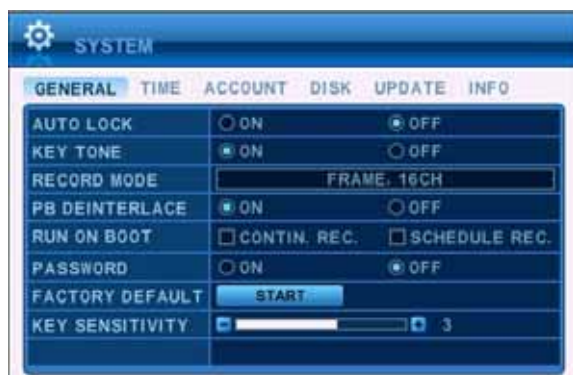 SYSTEM
GENERAL TIME ACCOUNT DISK UPDATE INFO
AUTO LOCK ON OFF
KEY TONE ON OFF
RECORD MODE FRAME, 16CH
PB DEINTERLACE ON OFF
RUN ON BOOT CONTIN. REC. SCHEDULE REC.
PASSWORD ON OFF
FACTORY DEFAULT START
KEY SENSITIVITY 3